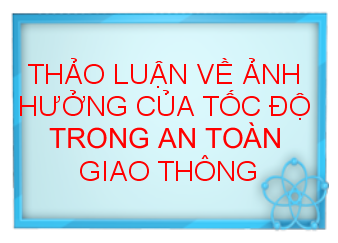 THẢO LUẬN VỀ ẢNH
HƯỞNG CỦA TỐC ĐỘ
TRONG AN TOÀN
GIAO THÔNG